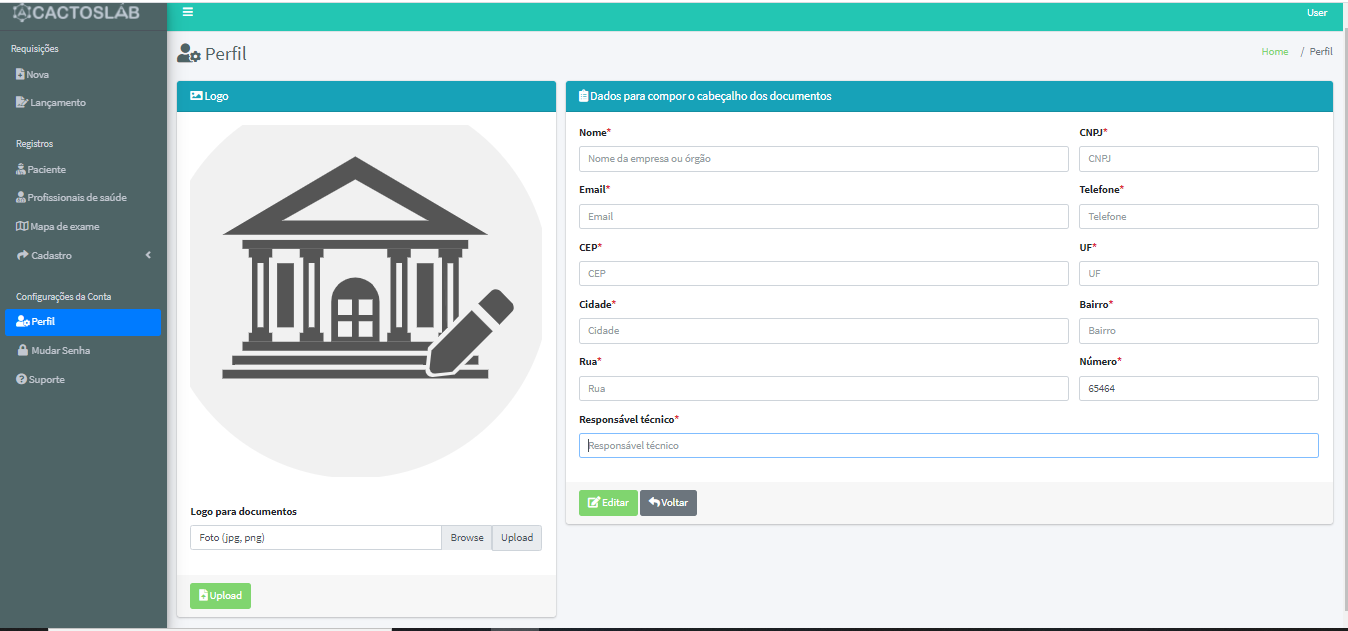 CACTOSLAB
User
Requisições
Nova
Lançamento
Registros
Paciente
Profissionais de saúde
Mapa de exame
Cadastro
Configurações da Conta
Perfil
Mudar Senha
Suporte
Perfil
Home / Perfil
Logo
Logo para documentos
Foto (jpg, png) Browse Upload
Upload
Dados para compor o cabeçalho dos documentos
Nome* CNPJ*
Nome da empresa ou órgão CNPJ
Email* Telefone*
Email Telefone
CEP* UF*
CEP UF
Cidade* Bairro*
Cidade Bairro
Rua* Número*
Rua 65464
Responsável técnico*
Responsável técnico
Editar Voltar